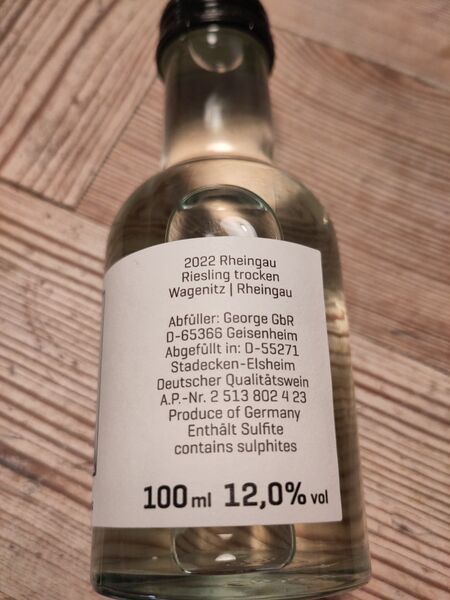 2022 Rheingau
Riesling trocken
Wagenitz | Rheingau
Abfüller: George GbR
D-65366 Geisenheim
Abgefüllt in: D-55271
Stadecken-Elsheim
Deutscher Qualitätswein
A.P.-Nr. 2 513 802 4 23
Produce of Germany
Enthält Sulfite
contains sulphites
100 ml 12,0% vol